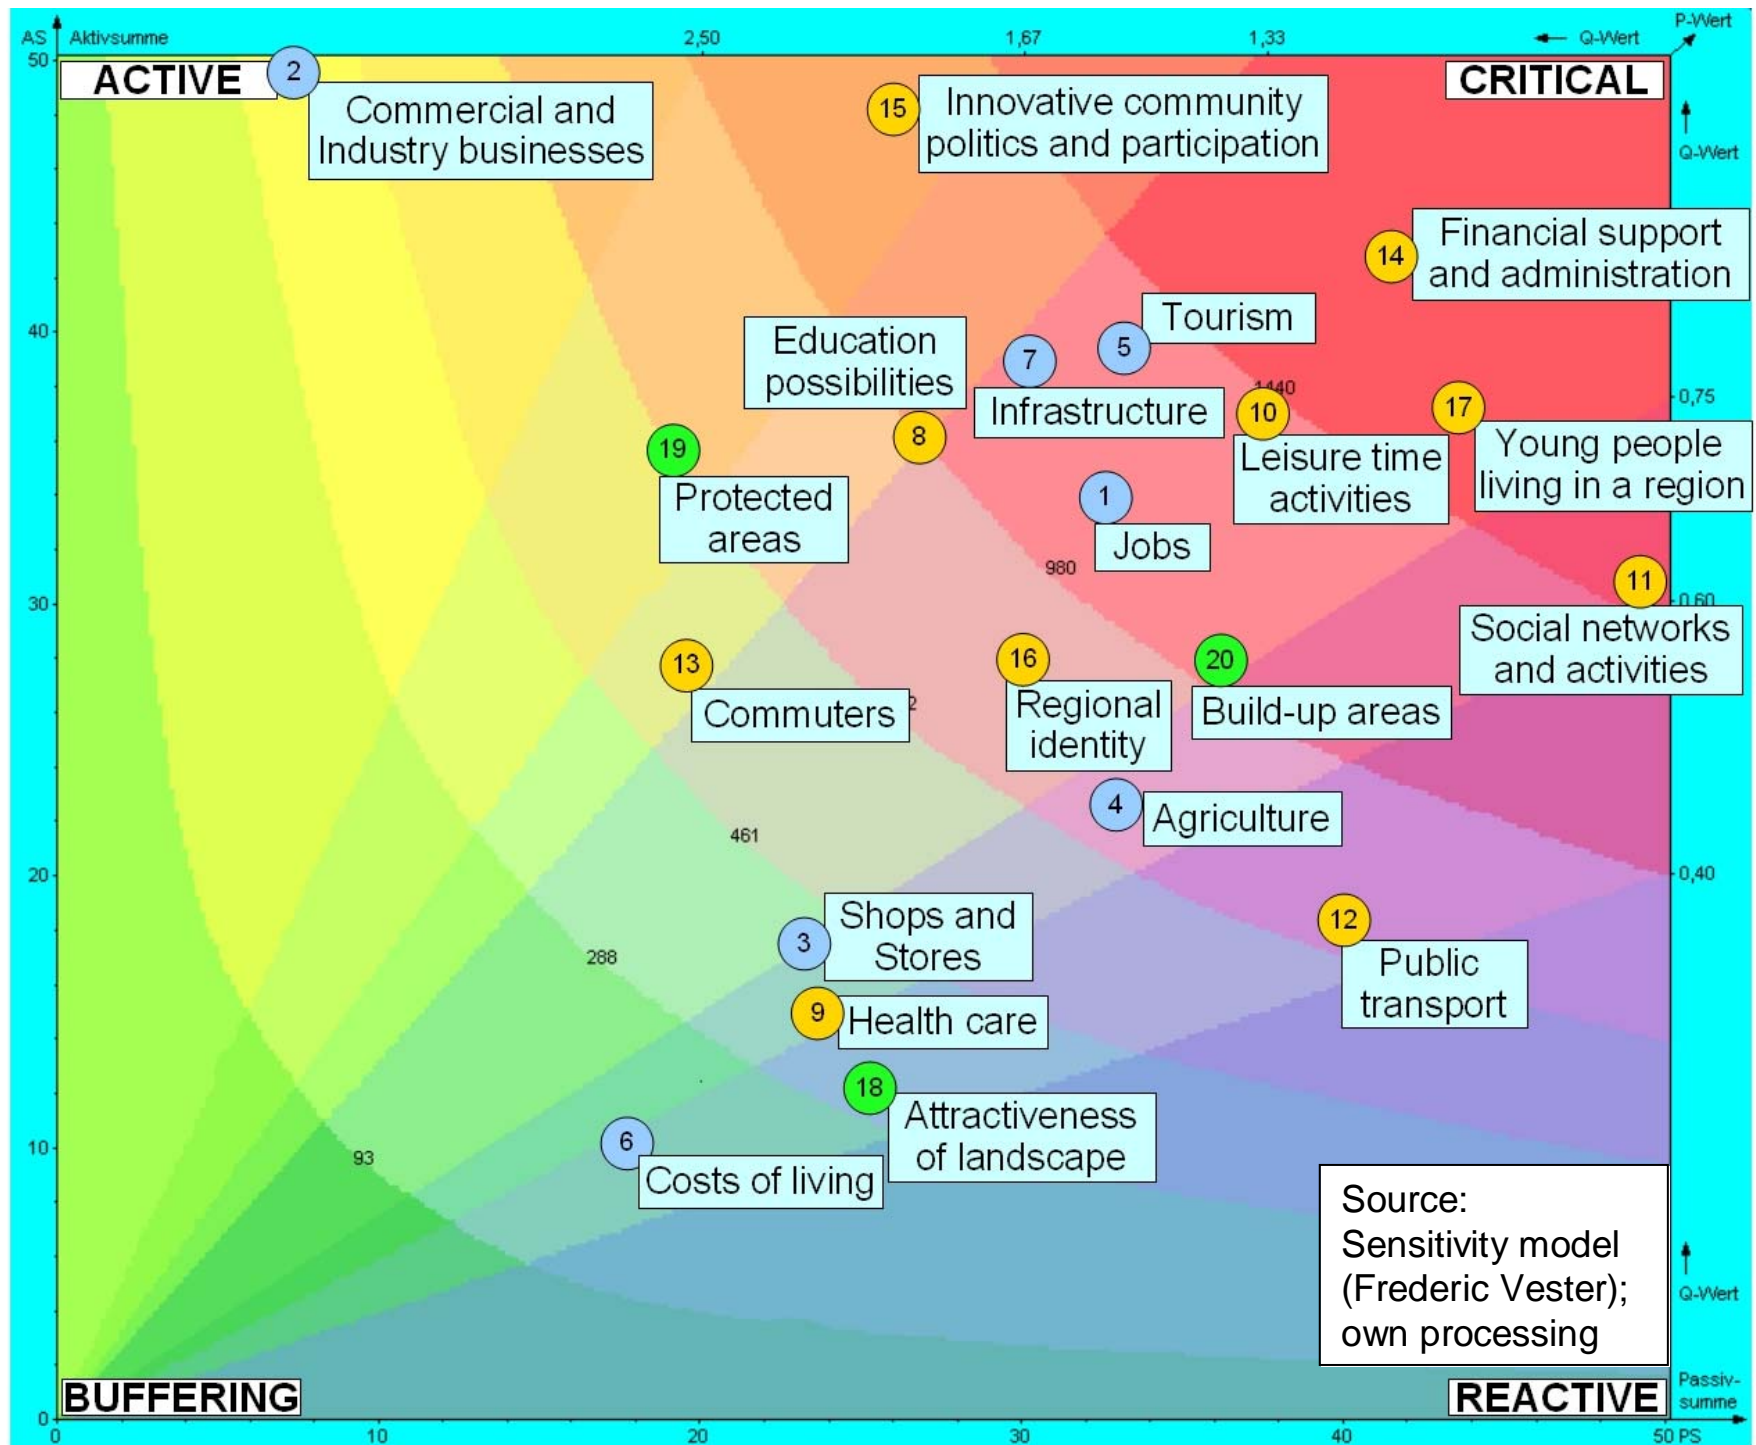 AS
Aktivsumme
2,50
1,67
1,33
Q-Wert
P-Wert
50
ACTIVE
2
Commercial and
Industry businesses
15
Innovative community
politics and participation
CRITICAL
Q-Wert
14
Financial support
and administration
40
Education
possibilities
8
7
Infrastructure
5
Tourism
1440
10
Leisure time
activities
17
Young people
living in a region
0,75
19
Protected
areas
1
Jobs
980
11
Social networks
and activities
30
0,60
13
Commuters
2
16
Regional
identity
20
Build-up areas
4
Agriculture
461
20
0,40
3
Shops and
Stores
12
Public
transport
288
9
Health care
18
Attractiveness
of landscape
10
93
6
Costs of living
Source:
Sensitivity model
(Frederic Vester);
own processing
Q-Wert
BUFFERING
REACTIVE
Passiv-
summe
0
0
10
20
30
40
50 PS